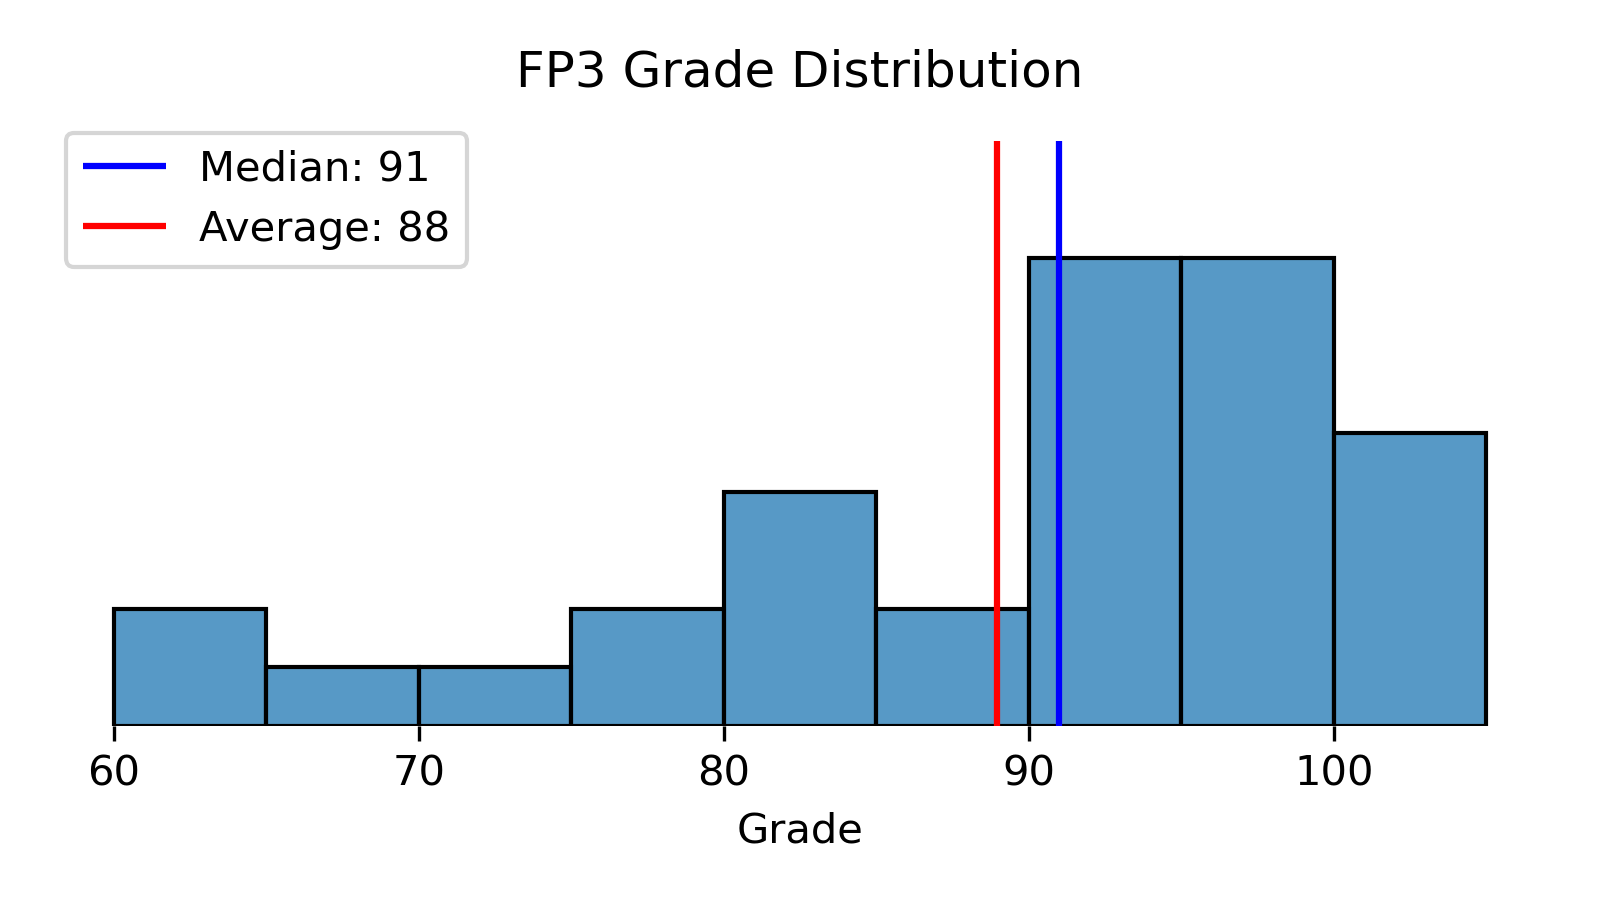 FP3 Grade Distribution
Median: 91
Average: 88
60 70 80 90 100
Grade